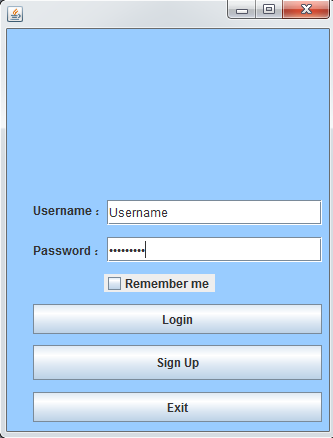 Username : Username
Password : •••••••••
Remember me
Login
Sign Up
Exit